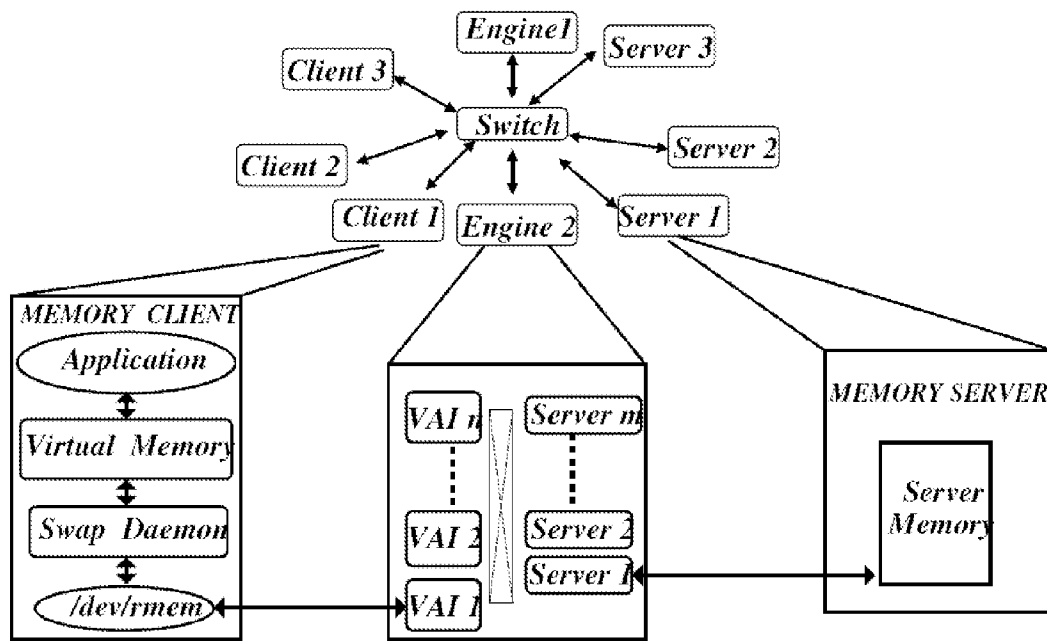 Engine1
Server 3
Client 3
Switch
Client 2
Server 2
Client 1
Engine 2
Server 1
MEMORY CLIENT
Application
Virtual Memory
Swap Daemon
/dev/rmem
VAI n
Server m
VAI 2
Server 2
Server 1
VAI 1
MEMORY SERVER
Server
Memory